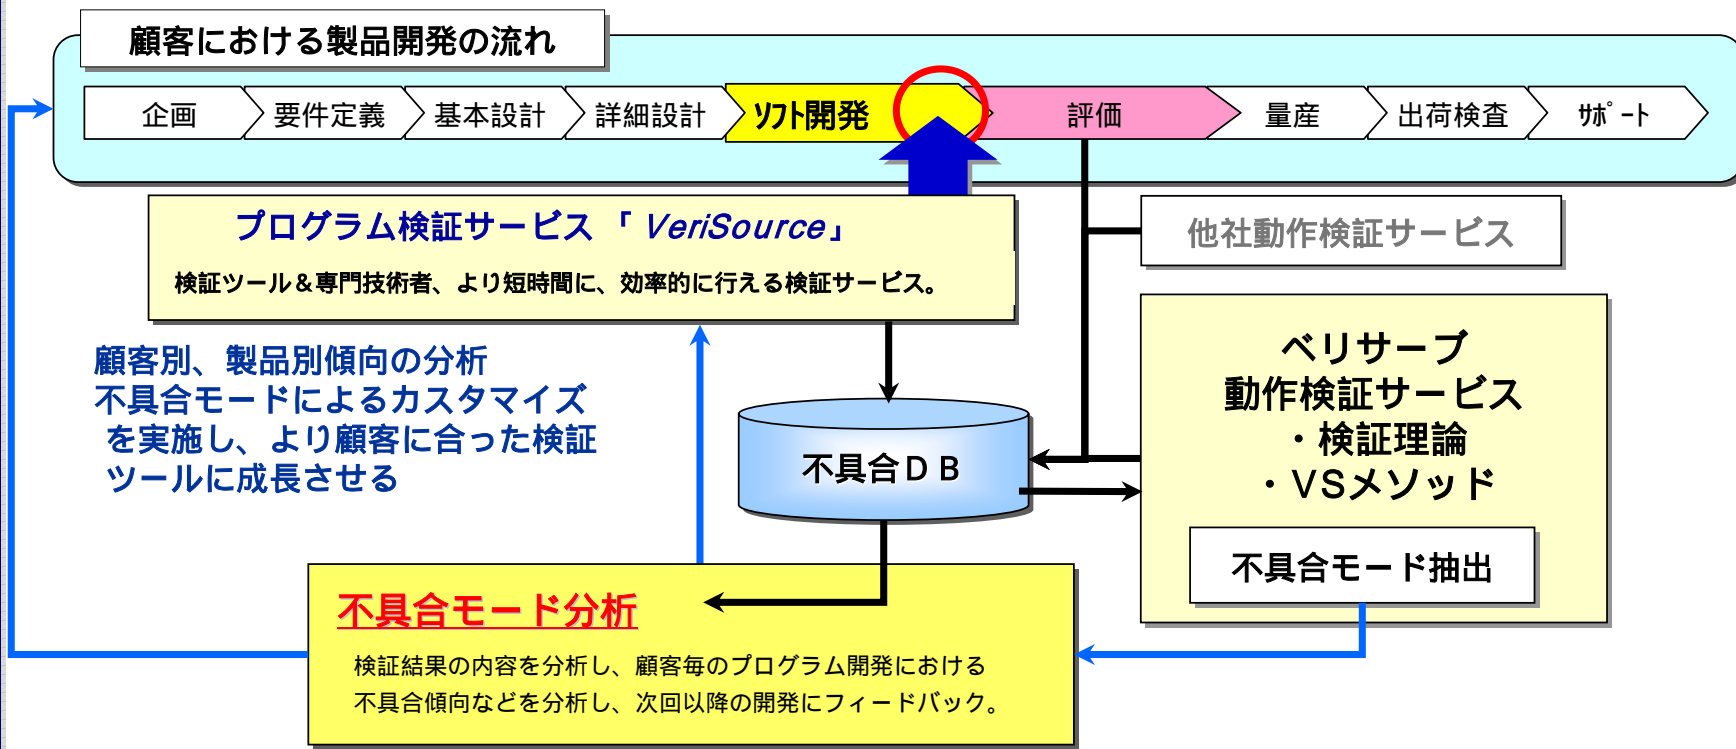 顧客における製品開発の流れ
企画 要件定義 基本設計 詳細設計 ｿﾌﾄ開発 評価 量産 出荷検査 ｻﾎﾟｰﾄ
プログラム検証サービス 「 VeriSource」
検証ツール＆専門技術者、より短時間に、効率的に行える検証サービス。
他社動作検証サービス
顧客別、製品別傾向の分析
不具合モードによるカスタマイズ
を実施し、より顧客に合った検証
ツールに成長させる
不具合ＤＢ
ベリサーブ
動作検証サービス
・検証理論
・VSメソッド
不具合モード抽出
不具合モード分析
検証結果の内容を分析し、顧客毎のプログラム開発における
不具合傾向などを分析し、次回以降の開発にフィードバック。